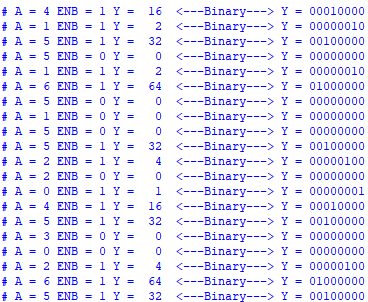 # A = 4 ENB = 1 Y =   16  <---Binary---> Y = 00010000
# A = 1 ENB = 1 Y =    2  <---Binary---> Y = 00000010
# A = 5 ENB = 1 Y =   32  <---Binary---> Y = 00100000
# A = 5 ENB = 0 Y =    0  <---Binary---> Y = 00000000
# A = 1 ENB = 1 Y =    2  <---Binary---> Y = 00000010
# A = 6 ENB = 1 Y =   64  <---Binary---> Y = 01000000
# A = 5 ENB = 0 Y =    0  <---Binary---> Y = 00000000
# A = 1 ENB = 0 Y =    0  <---Binary---> Y = 00000000
# A = 5 ENB = 0 Y =    0  <---Binary---> Y = 00000000
# A = 5 ENB = 1 Y =   32  <---Binary---> Y = 00100000
# A = 2 ENB = 1 Y =    4  <---Binary---> Y = 00000100
# A = 2 ENB = 0 Y =    0  <---Binary---> Y = 00000000
# A = 0 ENB = 1 Y =    1  <---Binary---> Y = 00000001
# A = 4 ENB = 1 Y =   16  <---Binary---> Y = 00010000
# A = 5 ENB = 1 Y =   32  <---Binary---> Y = 00100000
# A = 3 ENB = 0 Y =    0  <---Binary---> Y = 00000000
# A = 0 ENB = 0 Y =    0  <---Binary---> Y = 00000000
# A = 2 ENB = 1 Y =    4  <---Binary---> Y = 00000100
# A = 6 ENB = 1 Y =   64  <---Binary---> Y = 01000000
# A = 5 ENB = 1 Y =   32  <---Binary---> Y = 00100000